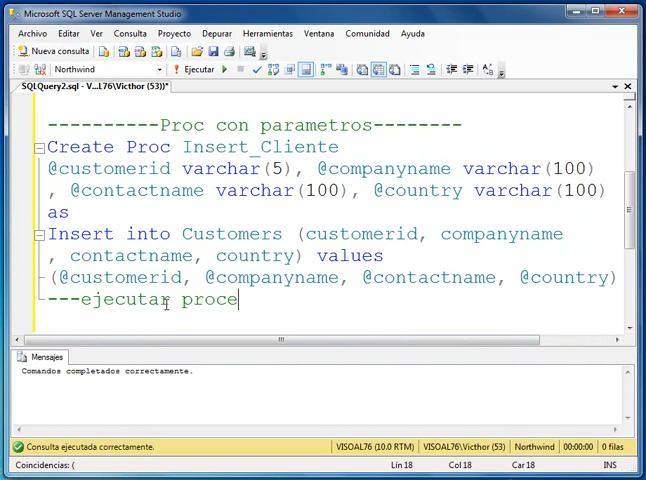 Microsoft SQL Server Management Studio
Archivo Editar Ver Consulta Proyecto Depurar Herramientas Ventana Comunidad Ayuda
Nueva consulta
Northwind Ejecutar
SQLQuery2.sql - V...L76\Victhor (53))*
----------Proc con parametros--------
Create Proc Insert_Cliente
@customerid varchar(5), @companyname varchar(100)
, @contactname varchar(100), @country varchar(100)
as
Insert into Customers (customerid, companyname
, contactname, country) values
(@customerid, @companyname, @contactname, @country)
---ejecutar proce
Mensajes
Comandos completados correctamente.
Consulta ejecutada correctamente. VISOAL76 (10.0 RTM) VISOAL76\Victhor (53) Northwind 00:00:00 0 filas
Coincidencias: ( Lín 18 Col 18 Car 18 INS